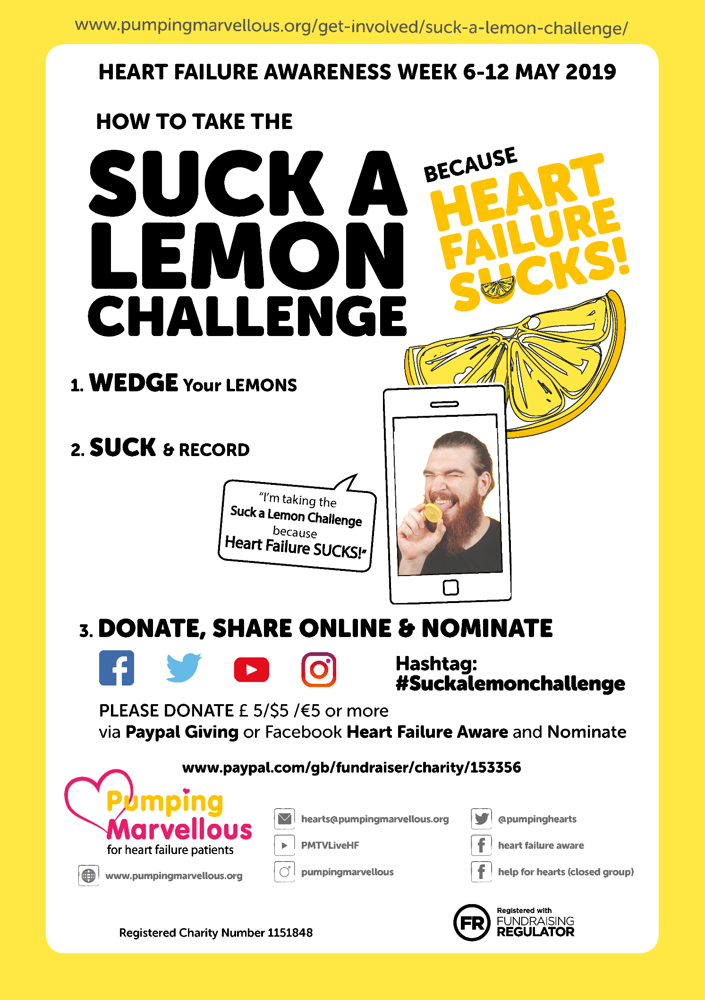 www.pumpingmarvellous.org/get-involved/suck-a-lemon-challenge/
HEART FAILURE AWARENESS WEEK 6-12 MAY 2019
HOW TO TAKE THE
SUCK A
LEMON
CHALLENGE
BECAUSE
HEART
FAILURE
SUCKS!
1. WEDGE Your LEMONS
2. SUCK & RECORD
"I'm taking the
Suck a Lemon Challenge
because
Heart Failure SUCKS!"
3. DONATE, SHARE ONLINE & NOMINATE
Hashtag:
#Suckalemonchallenge
PLEASE DONATE £ 5/$5 /€5 or more
via Paypal Giving or Facebook Heart Failure Aware and Nominate
www.paypal.com/gb/fundraiser/charity/153356
Pumping
Marvellous
for heart failure patients
www.pumpingmarvellous.org
hearts@pumpingmarvellous.org
PMTVLiveHF
pumpingmarvellous
@pumpinghearts
heart failure aware
help for hearts (closed group)
Registered Charity Number 1151848
FR
Registered with
FUNDRAISING
REGULATOR